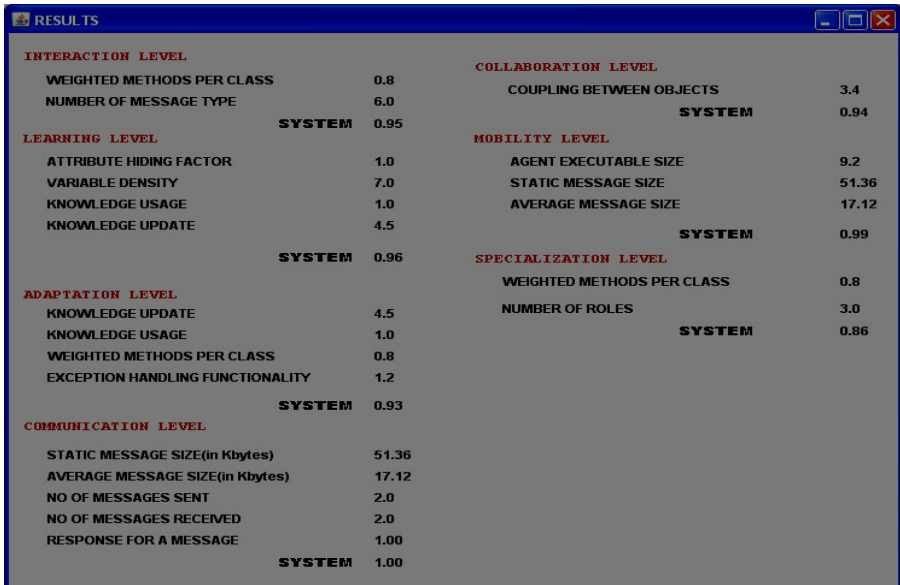 RESULTS
INTERACTION LEVEL
WEIGHTED METHODS PER CLASS 0.8
NUMBER OF MESSAGE TYPE 6.0
SYSTEM 0.95
LEARNING LEVEL
ATTRIBUTE HIDING FACTOR 1.0
VARIABLE DENSITY 7.0
KNOWLEDGE USAGE 1.0
KNOWLEDGE UPDATE 4.5
SYSTEM 0.96
ADAPTATION LEVEL
KNOWLEDGE UPDATE 4.5
KNOWLEDGE USAGE 1.0
WEIGHTED METHODS PER CLASS 0.8
EXCEPTION HANDLING FUNCTIONALITY 1.2
SYSTEM 0.93
COMMUNICATION LEVEL
STATIC MESSAGE SIZE(in Kbytes) 51.36
AVERAGE MESSAGE SIZE(in Kbytes) 17.12
NO OF MESSAGES SENT 2.0
NO OF MESSAGES RECEIVED 2.0
RESPONSE FOR A MESSAGE 1.00
SYSTEM 1.00
COLLABORATION LEVEL
COUPLING BETWEEN OBJECTS 3.4
SYSTEM 0.94
MOBILITY LEVEL
AGENT EXECUTABLE SIZE 9.2
STATIC MESSAGE SIZE 51.36
AVERAGE MESSAGE SIZE 17.12
SYSTEM 0.99
SPECIALIZATION LEVEL
WEIGHTED METHODS PER CLASS 0.8
NUMBER OF ROLES 3.0
SYSTEM 0.86